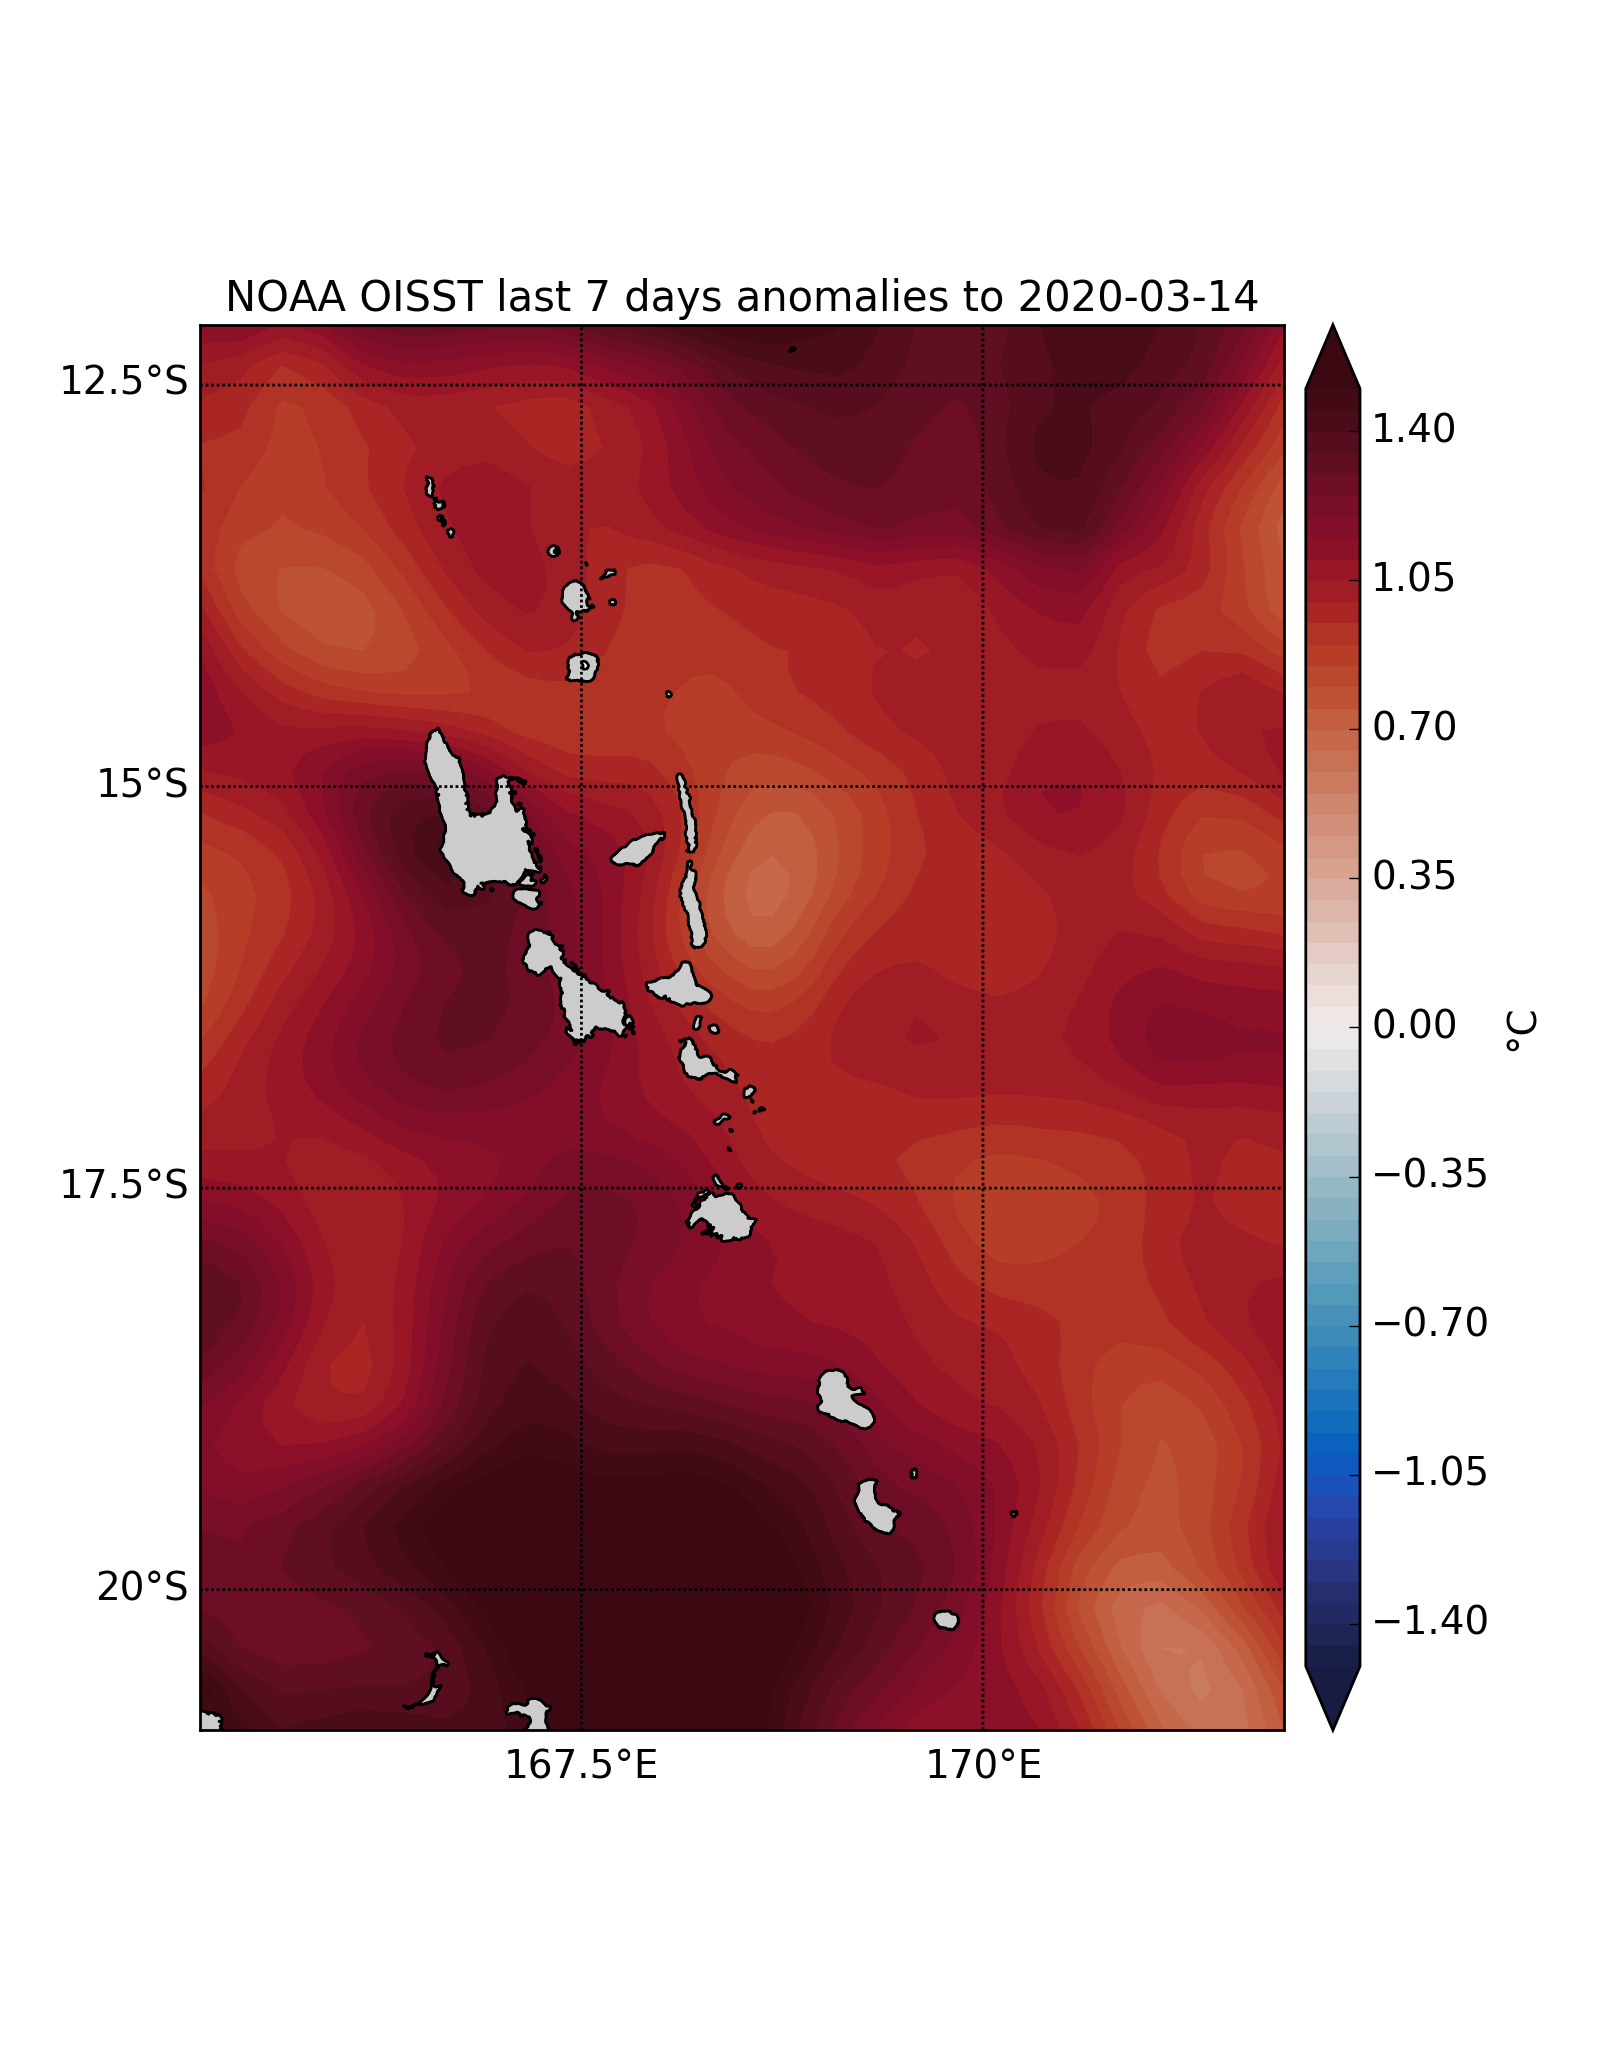 NOAA OISST last 7 days anomalies to 2020-03-14
12.5°S
15°S
17.5°S
20°S
167.5°E
170°E
1.40
1.05
0.70
0.35
0.00
−0.35
−0.70
−1.05
−1.40
°C